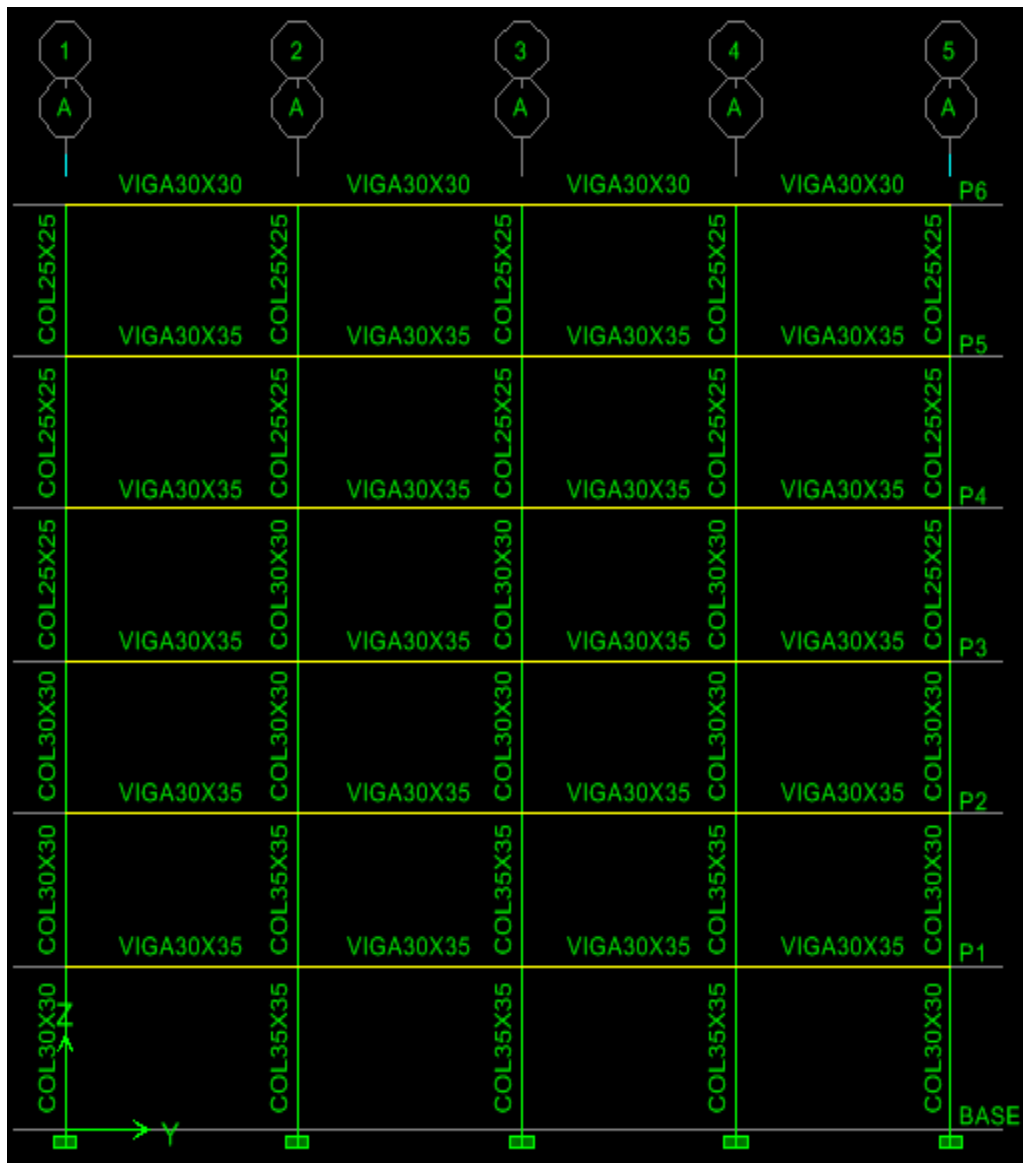 1 2 3 4 5
A A A A A
VIGA30X30 VIGA30X30 VIGA30X30 VIGA30X30 P6
COL25X25 COL25X25 COL25X25 COL25X25 COL25X25
VIGA30X35 VIGA30X35 VIGA30X35 VIGA30X35 P5
COL25X25 COL25X25 COL25X25 COL25X25 COL25X25
VIGA30X35 VIGA30X35 VIGA30X35 VIGA30X35 P4
COL25X25 COL30X30 COL30X30 COL30X30 COL25X25
VIGA30X35 VIGA30X35 VIGA30X35 VIGA30X35 P3
COL30X30 COL30X30 COL30X30 COL30X30 COL30X30
VIGA30X35 VIGA30X35 VIGA30X35 VIGA30X35 P2
COL30X30 COL35X35 COL35X35 COL35X35 COL30X30
VIGA30X35 VIGA30X35 VIGA30X35 VIGA30X35 P1
COL30X30 COL35X35 COL35X35 COL35X35 COL30X30
Z
BASE
Y